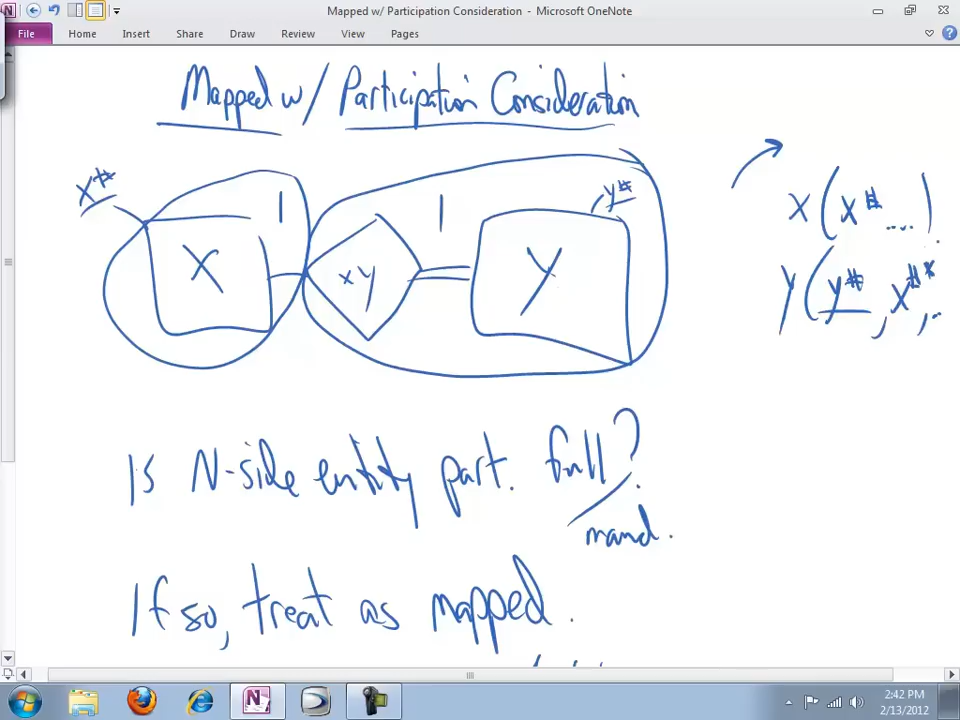 Mapped w/ Participation Consideration - Microsoft OneNote
File Home Insert Share Draw Review View Pages
Mapped w/ Participation Consideration
X# 1 1 y#
X xy Y
X(X#....)
Y(y#, X#*, ..
Is N-side entity part. full?
mand.
If so, treat as mapped.
2:42 PM
2/13/2012